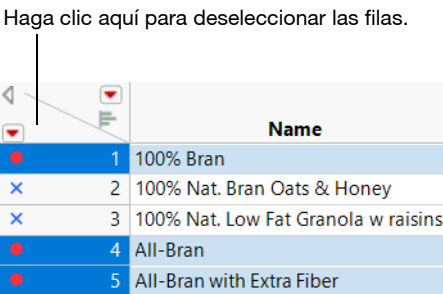 Haga clic aquí para deseleccionar las filas.
Name
1 100% Bran
2 100% Nat. Bran Oats & Honey
3 100% Nat. Low Fat Granola w raisins
4 All-Bran
5 All-Bran with Extra Fiber